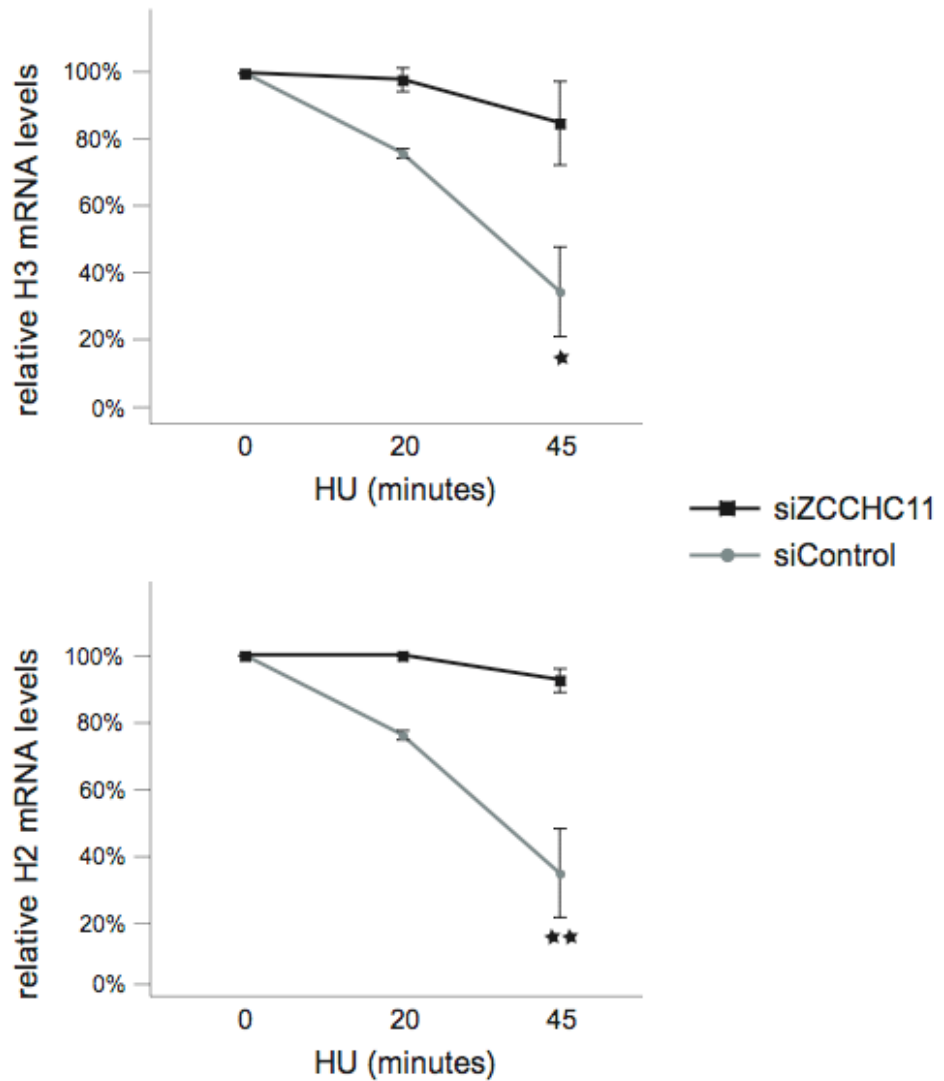 relative H3 mRNA levels
100%
80%
60%
40%
20%
0%
★
0 20 45
HU (minutes)
siZCCHC11
siControl
relative H2 mRNA levels
100%
80%
60%
40%
20%
0%
★★
0 20 45
HU (minutes)